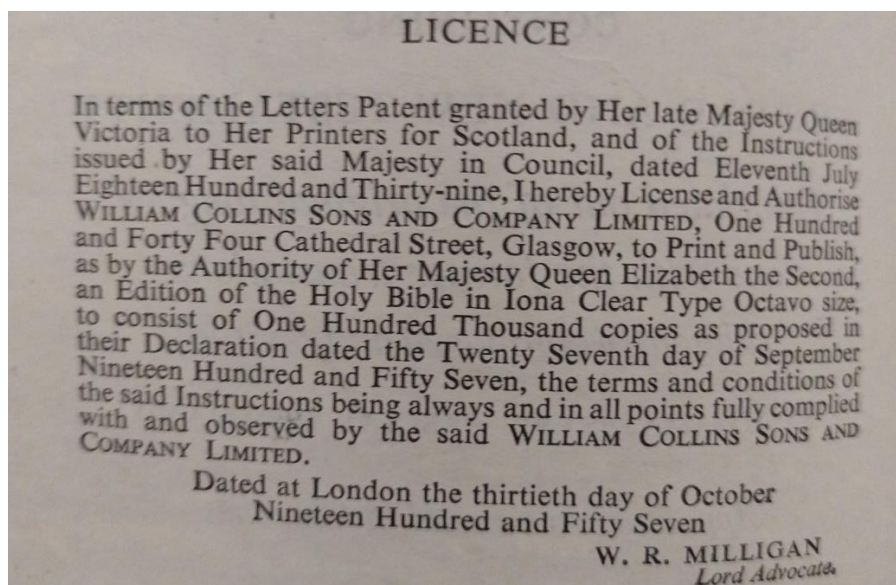 LICENCE
In terms of the Letters Patent granted by Her late Majesty Queen
Victoria to Her Printers for Scotland, and of the Instructions
issued by Her said Majesty in Council, dated Eleventh July
Eighteen Hundred and Thirty-nine, I hereby License and Authorise
WILLIAM COLLINS SONS AND COMPANY LIMITED, One Hundred
and Forty Four Cathedral Street, Glasgow, to Print and Publish,
as by the Authority of Her Majesty Queen Elizabeth the Second,
an Edition of the Holy Bible in Iona Clear Type Octavo size,
to consist of One Hundred Thousand copies as proposed in
their Declaration dated the Twenty Seventh day of September
Nineteen Hundred and Fifty Seven, the terms and conditions of
the said Instructions being always and in all points fully complied
with and observed by the said WILLIAM COLLINS SONS AND
COMPANY LIMITED.
Dated at London the thirtieth day of October
Nineteen Hundred and Fifty Seven
W. R. MILLIGAN
Lord Advocate.